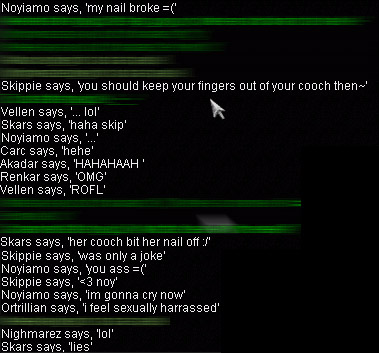 Noyiamo says, 'my nail broke =('
Skippie says, 'you should keep your fingers out of your cooch then~'
Vellen says, '... lol'
Skars says, 'haha skip'
Noyiamo says, '...'
Carc says, 'hehe'
Akadar says, 'HAHAHAAH '
Renkar says, 'OMG'
Vellen says, 'ROFL'
Skars says, 'her cooch bit her nail off :/'
Skippie says, 'was only a joke'
Noyiamo says, 'you ass =('
Skippie says, '<3 noy'
Noyiamo says, 'im gonna cry now'
Ortrillian says, 'i feel sexually harrassed'
Nighmarez says, 'lol'
Skars says, 'lies'